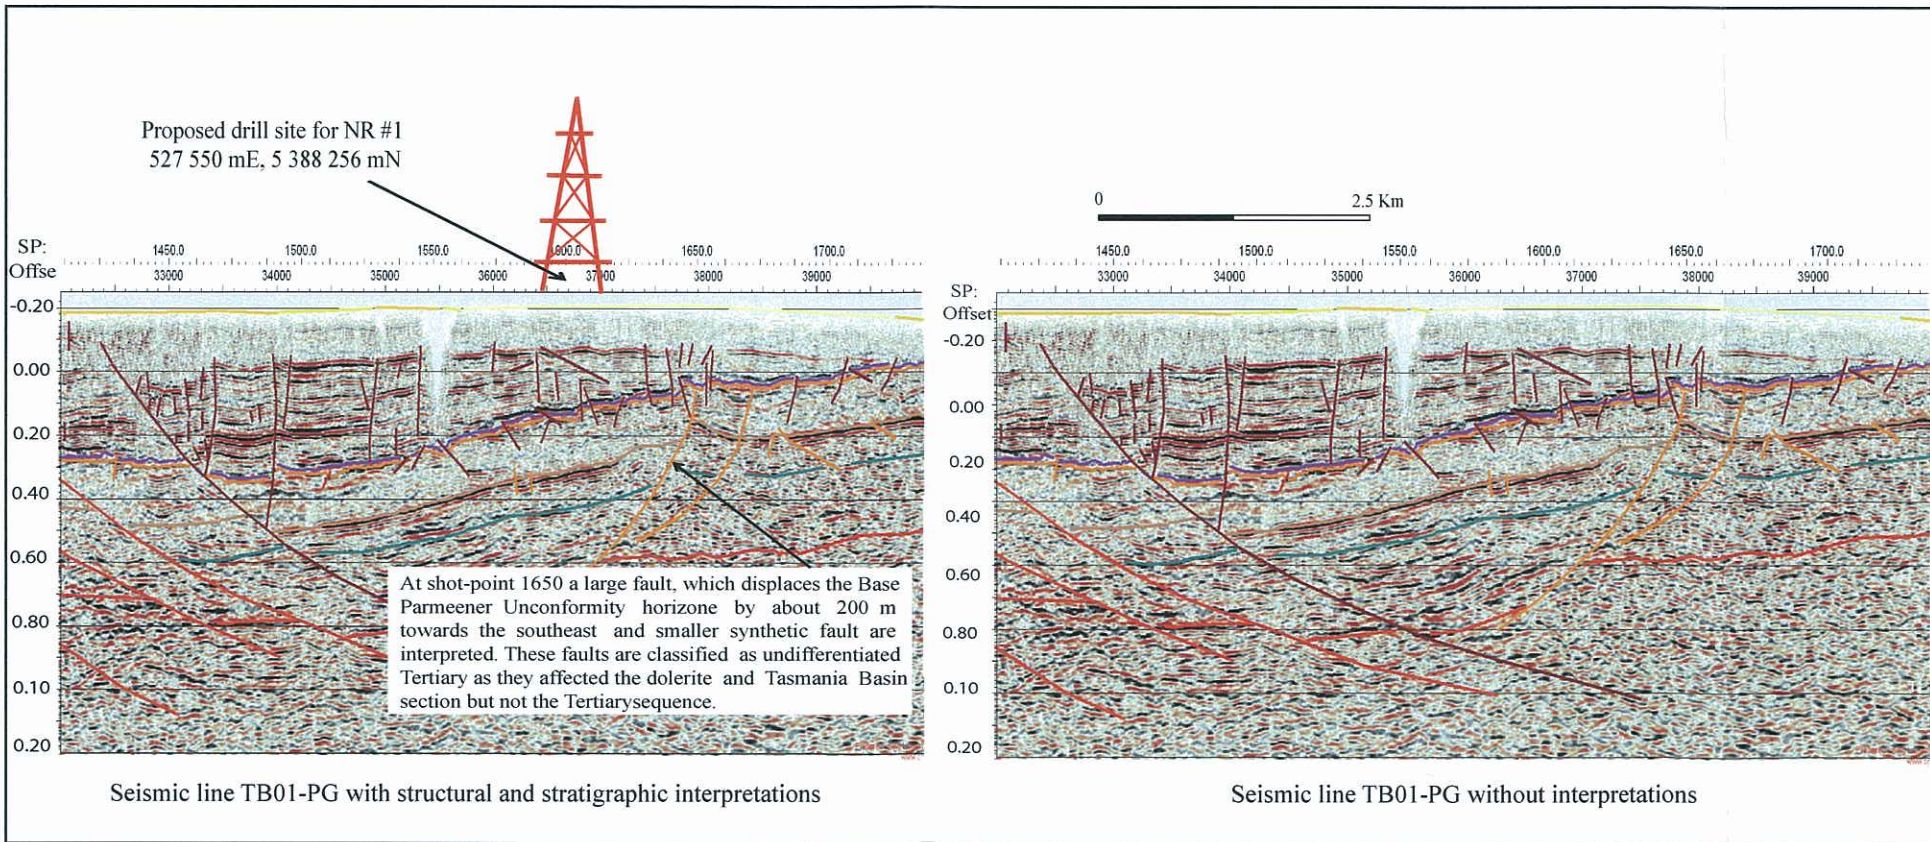 Proposed drill site for NR #1
527 550 mE, 5 388 256 mN
SP:
1450.0 1500.0 1550.0 1600.0 1650.0 1700.0
Offse
33000 34000 35000 36000 37000 38000 39000
-0.20
0.00
0.20
0.40
0.60
0.80
0.10
0.20
At shot-point 1650 a large fault, which displaces the Base
Parmeener Unconformity horizone by about 200 m
towards the southeast and smaller synthetic fault are
interpreted. These faults are classified as undifferentiated
Tertiary as they affected the dolerite and Tasmania Basin
section but not the Tertiarysequence.
Seismic line TB01-PG with structural and stratigraphic interpretations
0 2.5 Km
1450.0 1500.0 1550.0 1600.0 1650.0 1700.0
33000 34000 35000 36000 37000 38000 39000
SP:
Offset
-0.20
0.00
0.20
0.40
0.60
0.80
0.10
0.20
Seismic line TB01-PG without interpretations